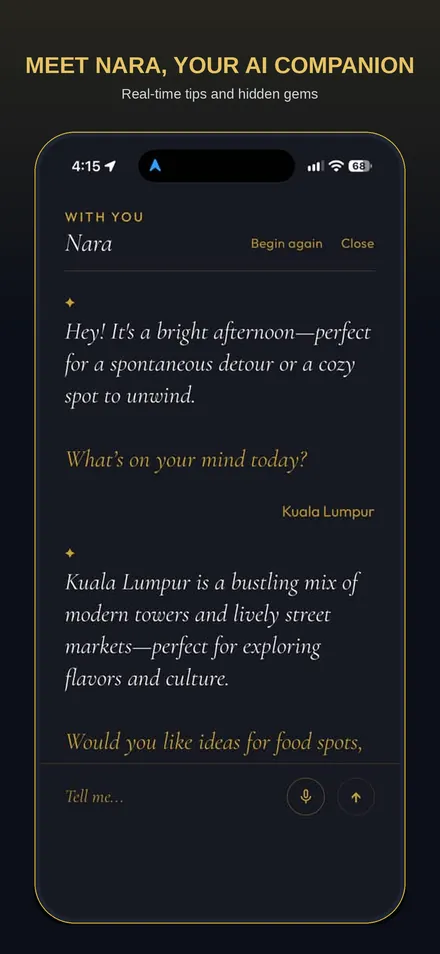 MEET NARA, YOUR AI COMPANION
Real-time tips and hidden gems
4:15
68
WITH YOU
Nara
Begin again
Close
Hey! It's a bright afternoon—perfect
for a spontaneous detour or a cozy
spot to unwind.
What's on your mind today?
Kuala Lumpur
Kuala Lumpur is a bustling mix of
modern towers and lively street
markets—perfect for exploring
flavors and culture.
Would you like ideas for food spots,
Tell me...